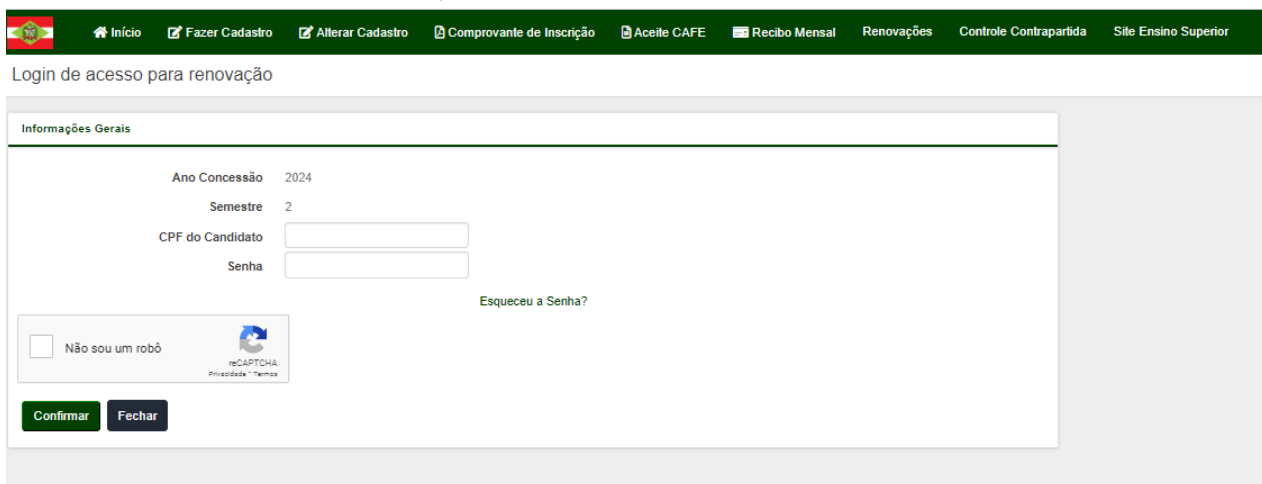 Início Fazer Cadastro Alterar Cadastro Comprovante de Inscrição Aceite CAFE Recibo Mensal Renovações Controle Contrapartida Site Ensino Superior
Login de acesso para renovação
Informações Gerais
Ano Concessão 2024
Semestre 2
CPF do Candidato
Senha
Esqueceu a Senha?
Não sou um robô
reCAPTCHA
Privacidade - Termos
Confirmar Fechar